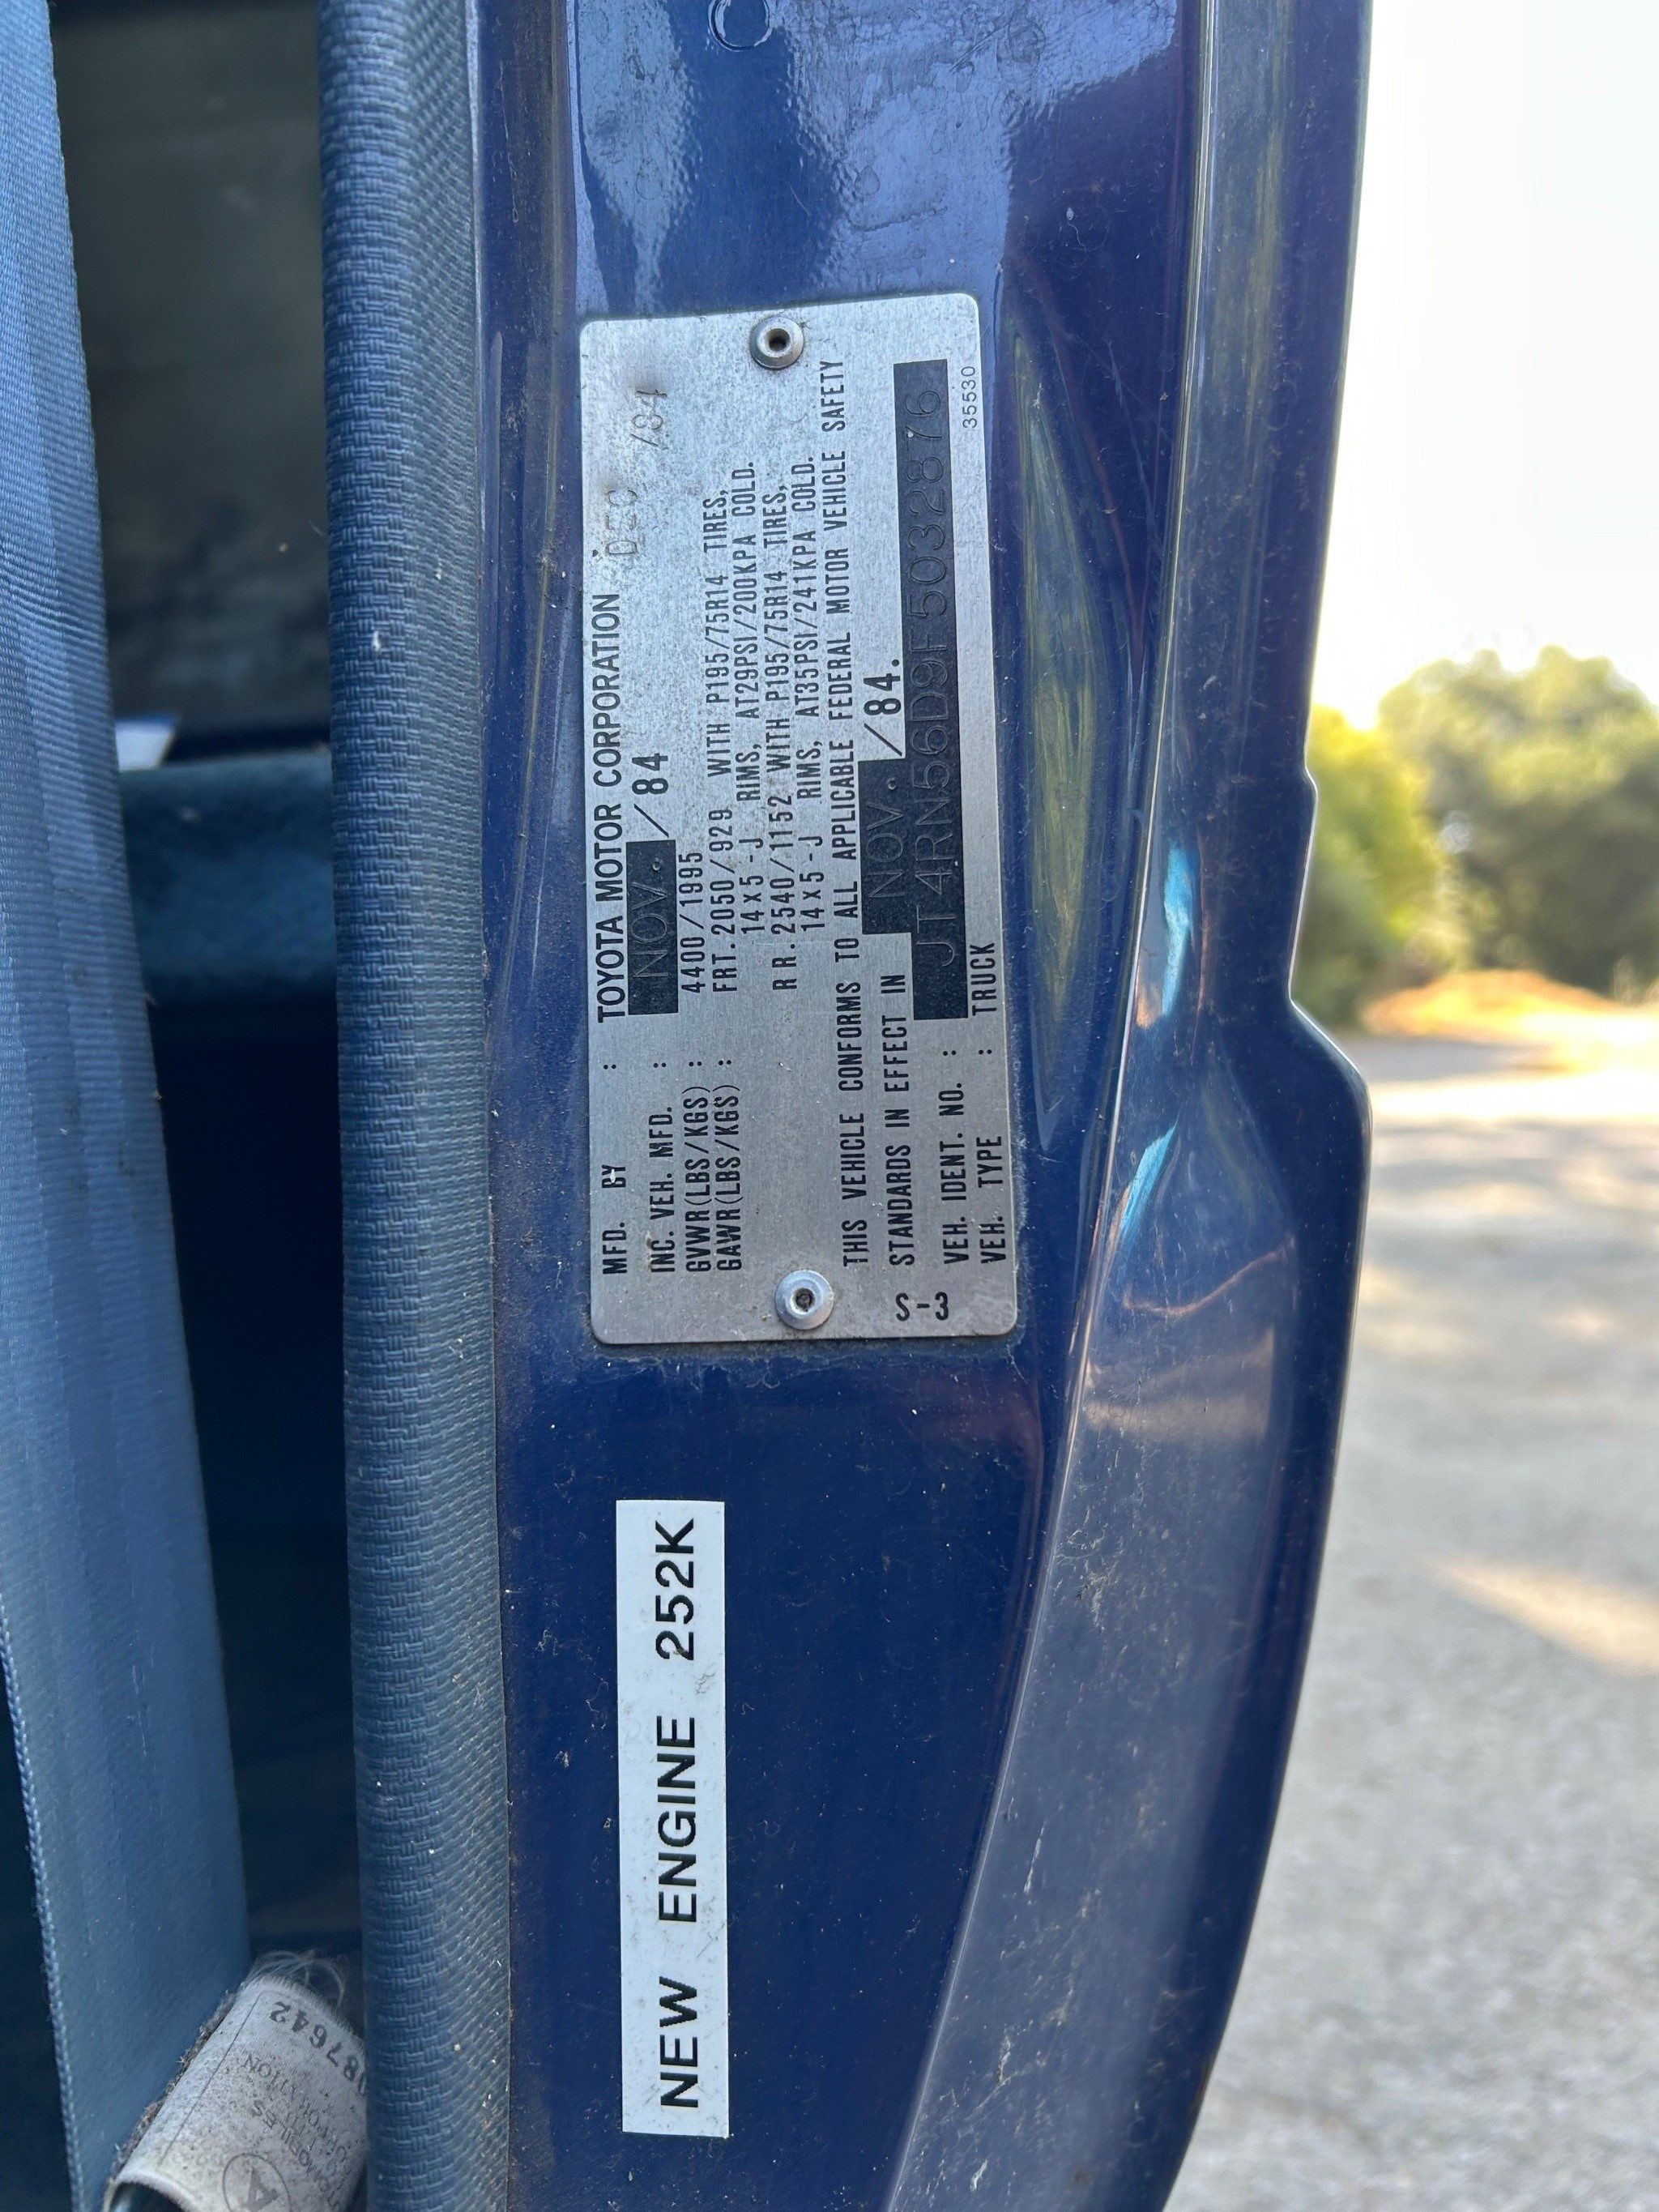 MFD. BY : TOYOTA MOTOR CORPORATION DEC /84
INC. VEH. MFD. : NOV. /84
GVWR(LBS/KGS) : 4400/1995
GAWR(LBS/KGS) : FRT. 2050/929 WITH P195/75R14 TIRES,
14X5-J RIMS, AT29PSI/200KPA COLD.
RR. 2540/1152 WITH P195/75R14 TIRES,
14X5-J RIMS, AT35PSI/241KPA COLD.
THIS VEHICLE CONFORMS TO ALL APPLICABLE FEDERAL MOTOR VEHICLE SAFETY
STANDARDS IN EFFECT IN NOV. /84.
VEH. IDENT. NO. : JT4RN56D9F5032876
VEH. TYPE : TRUCK
S-3
35530
NEW ENGINE 252K
87642
A